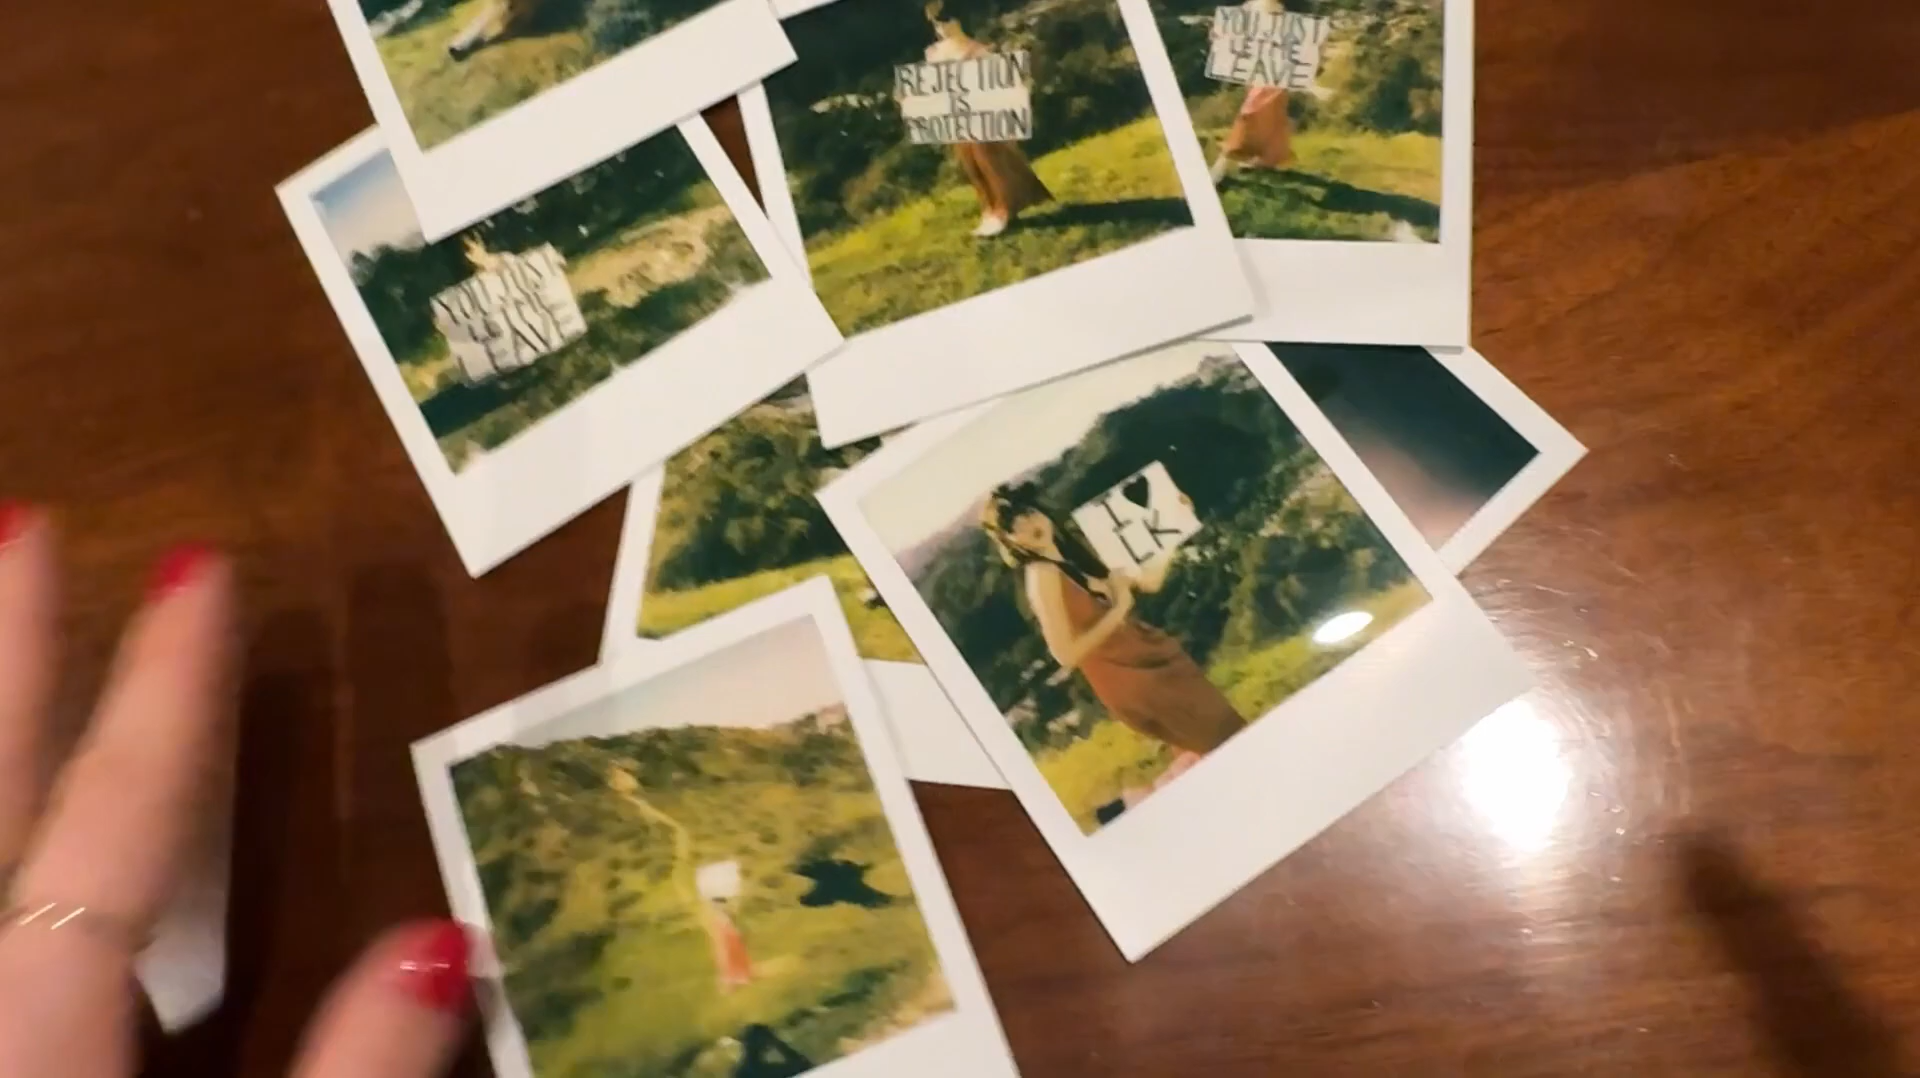 REJECTION
IS
PROTECTION
YOU JUST
LET ME
LEAVE
YOU JUST
LET ME
LEAVE
I ♥
LK